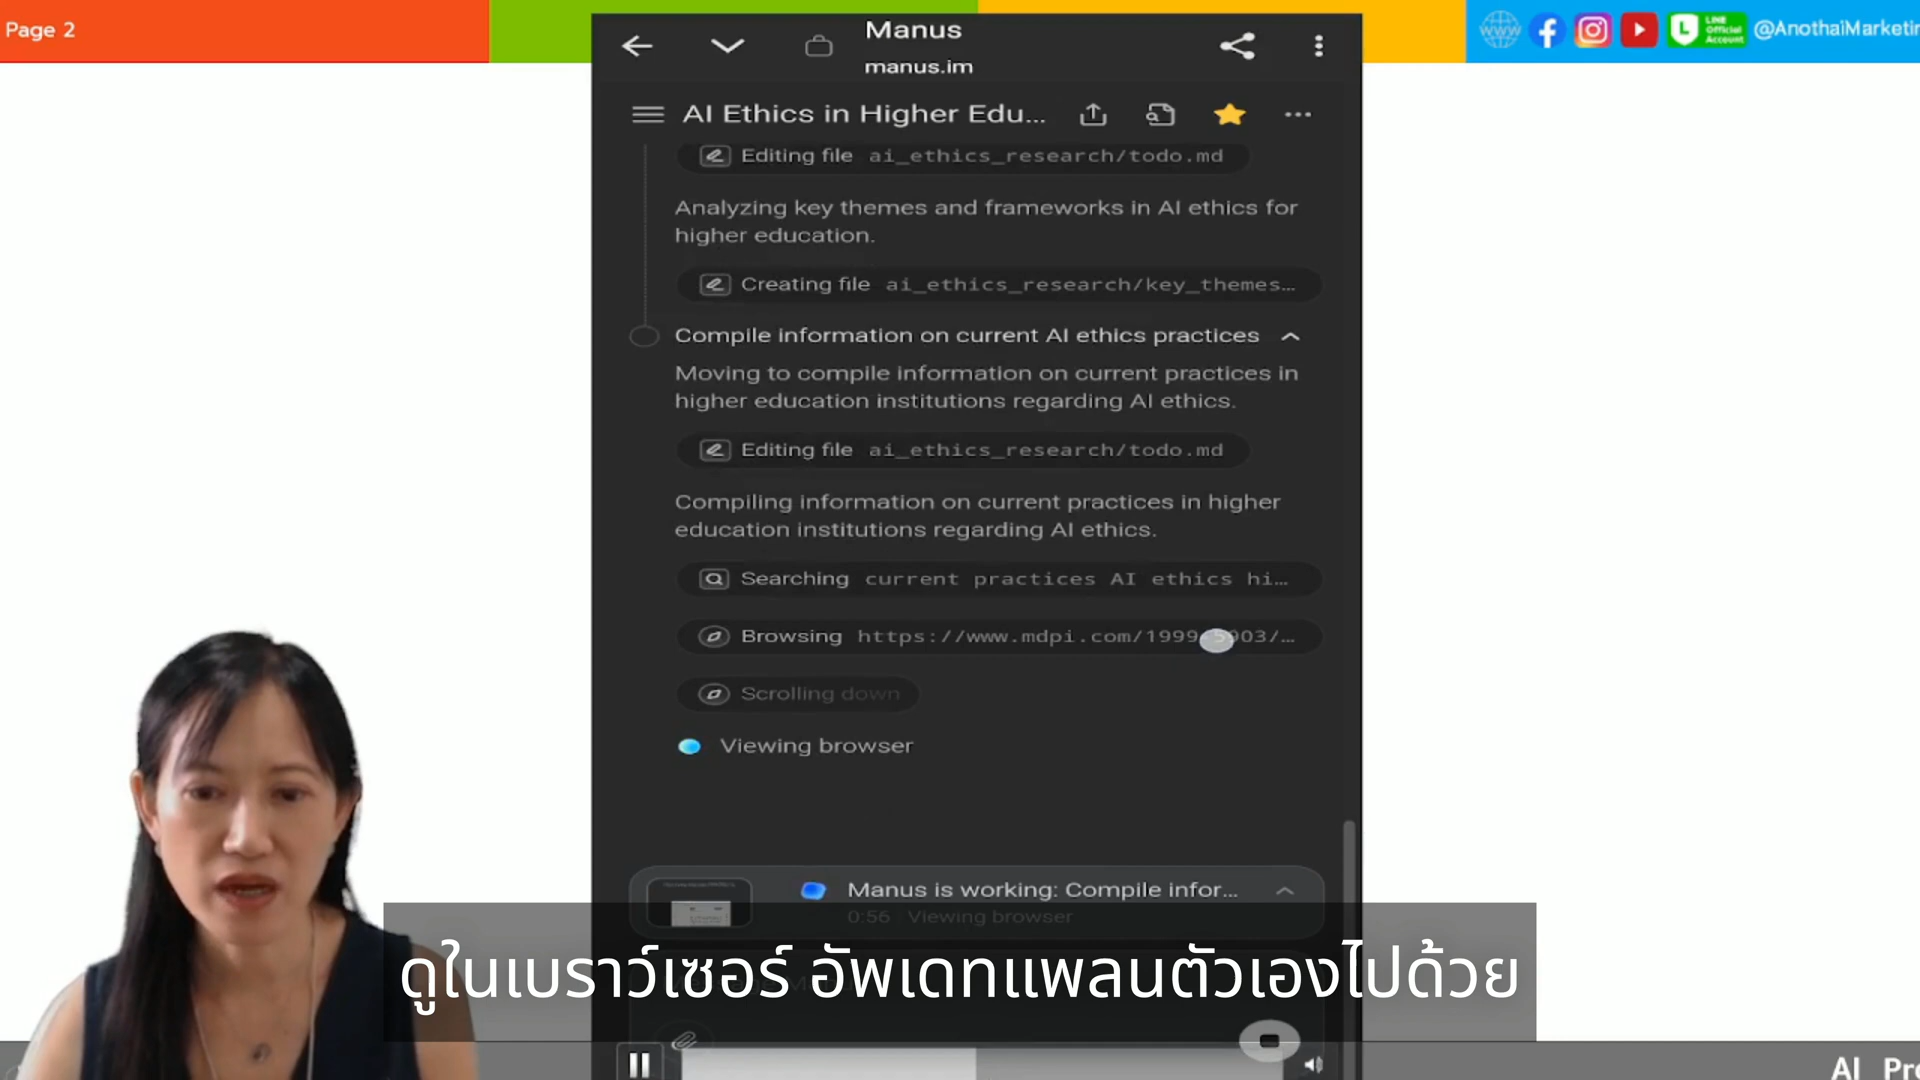 Page 2
Manus
manus.im
LINE Official Account
@AnothaiMarketin
AI Ethics in Higher Edu...
Editing file ai_ethics_research/todo.md
Analyzing key themes and frameworks in AI ethics for
higher education.
Creating file ai_ethics_research/key_themes…
Compile information on current AI ethics practices
Moving to compile information on current practices in
higher education institutions regarding AI ethics.
Editing file ai_ethics_research/todo.md
Compiling information on current practices in higher
education institutions regarding AI ethics.
Searching current practices AI ethics hi…
Browsing https://www.mdpi.com/1999-5903/…
Scrolling down
Viewing browser
Manus is working: Compile infor...
0:56 Viewing browser
ดูในเบราว์เซอร์ อัพเดทแพลนตัวเองไปด้วย
AI Pro